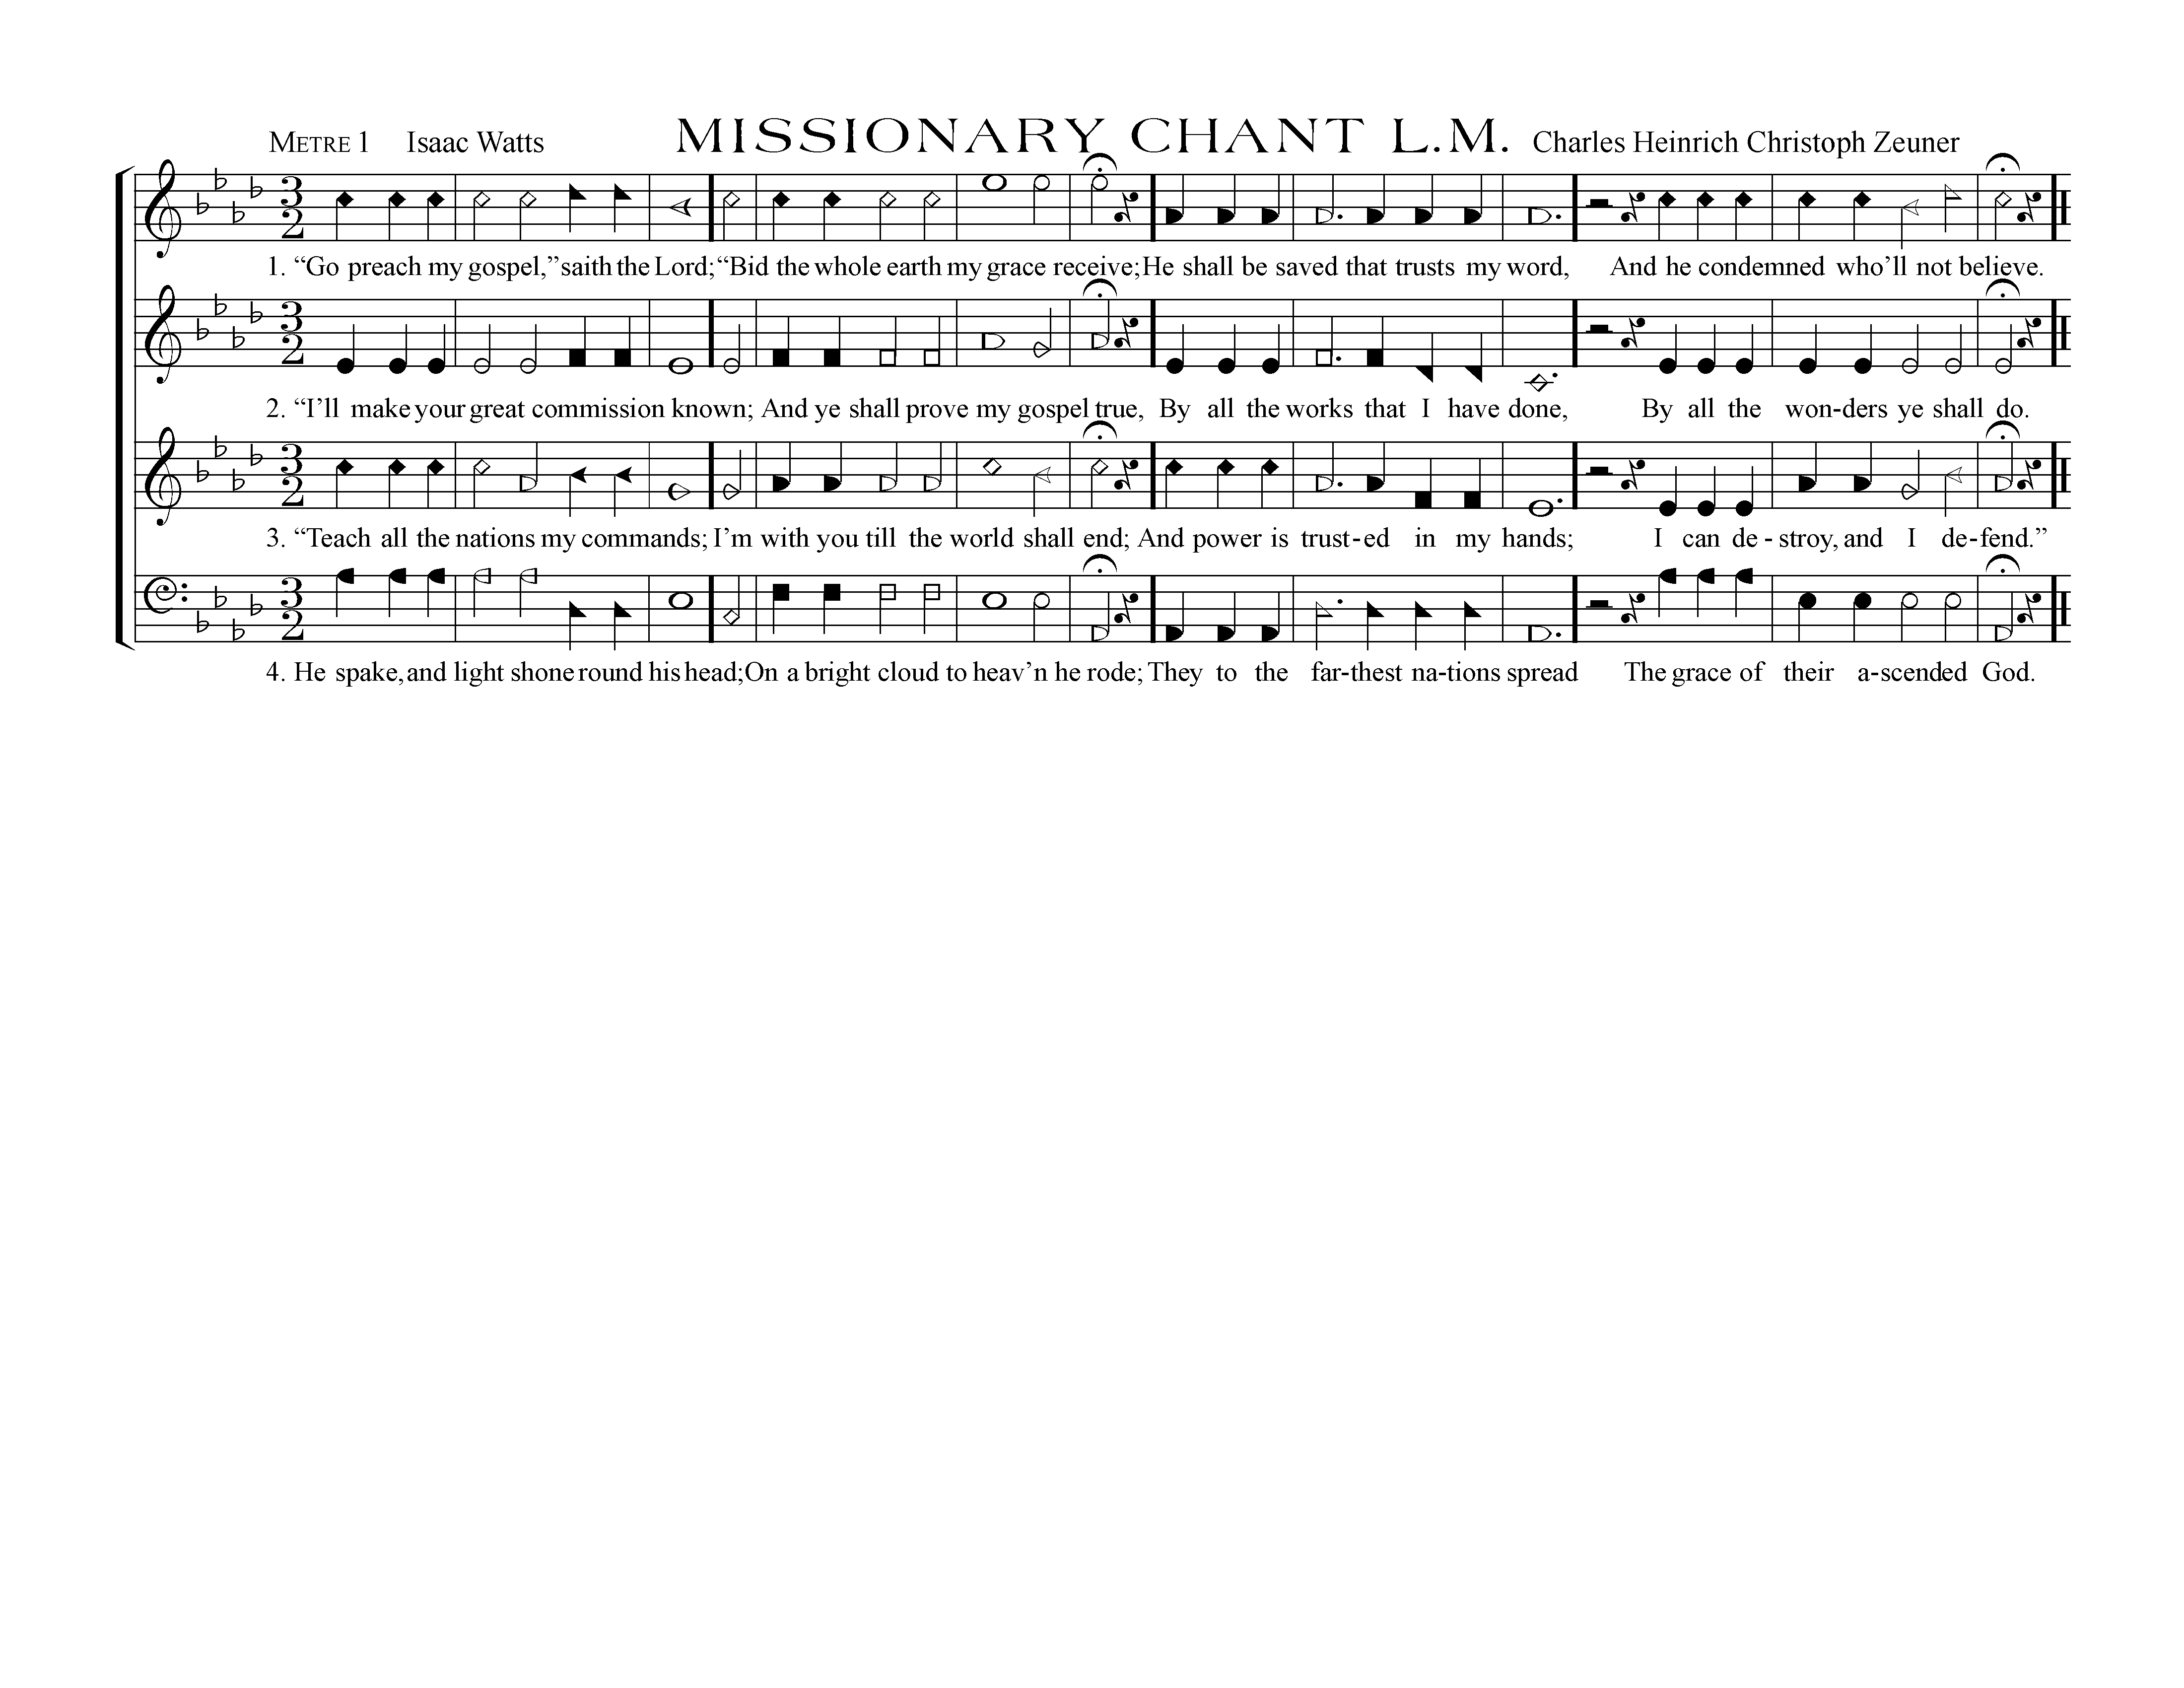 METRE 1 Isaac Watts MISSIONARY CHANT L.M. Charles Heinrich Christoph Zeuner
1. “Go preach my gospel,” saith the Lord; “Bid the whole earth my grace receive; He shall be saved that trusts my word, And he condemned who’ll not believe.
2. “I’ll make your great commission known; And ye shall prove my gospel true, By all the works that I have done, By all the won-ders ye shall do.
3. “Teach all the nations my commands; I’m with you till the world shall end; And power is trust-ed in my hands; I can de-stroy, and I de-fend.”
4. He spake, and light shone round his head; On a bright cloud to heav’n he rode; They to the far-thest na-tions spread The grace of their a-scended God.